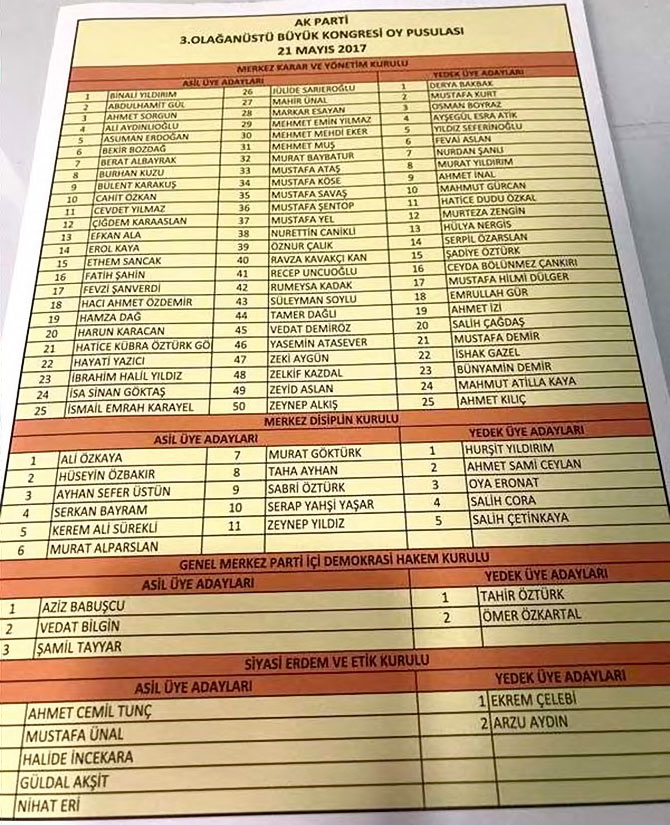 AK PARTİ
3.OLAĞANÜSTÜ BÜYÜK KONGRESİ OY PUSULASI
21 MAYIS 2017
MERKEZ KARAR VE YÖNETİM KURULU
ASİL ÜYE ADAYLARI YEDEK ÜYE ADAYLARI
1 BİNALİ YILDIRIM 26 JÜLİDE SARIEROĞLU 1 DERYA BAKBAK
2 ABDULHAMİT GÜL 27 MAHİR ÜNAL 2 MUSTAFA KURT
3 AHMET SORGUN 28 MARKAR ESAYAN 3 OSMAN BOYRAZ
4 ALİ AYDINLIOĞLU 29 MEHMET EMİN YILMAZ 4 AYŞEGÜL ESRA ATİK
5 ASUMAN ERDOĞAN 30 MEHMET MEHDİ EKER 5 YILDIZ SEFERİNOĞLU
6 BEKİR BOZDAĞ 31 MEHMET MUŞ 6 FEVAİ ASLAN
7 BERAT ALBAYRAK 32 MURAT BAYBATUR 7 NURDAN ŞANLI
8 BURHAN KUZU 33 MUSTAFA ATAŞ 8 MURAT YILDIRIM
9 BÜLENT KARAKUŞ 34 MUSTAFA KÖSE 9 AHMET İNAL
10 CAHİT ÖZKAN 35 MUSTAFA SAVAŞ 10 MAHMUT GÜRCAN
11 CEVDET YILMAZ 36 MUSTAFA ŞENTOP 11 HATİCE DUDU ÖZKAL
12 ÇİĞDEM KARAASLAN 37 MUSTAFA YEL 12 MURTEZA ZENGİN
13 EFKAN ALA 38 NURETTİN CANİKLİ 13 HÜLYA NERGİS
14 EROL KAYA 39 ÖZNUR ÇALIK 14 SERPİL ÖZARSLAN
15 ETHEM SANCAK 40 RAVZA KAVAKÇI KAN 15 ŞADİYE ÖZTÜRK
16 FATİH ŞAHİN 41 RECEP UNCUOĞLU 16 CEYDA BÖLÜNMEZ ÇANKIRI
17 FEVZİ ŞANVERDİ 42 RUMEYSA KADAK 17 MUSTAFA HİLMİ DÜLGER
18 HACI AHMET ÖZDEMİR 43 SÜLEYMAN SOYLU 18 EMRULLAH GÜR
19 HAMZA DAĞ 44 TAMER DAĞLI 19 AHMET İZİ
20 HARUN KARACAN 45 VEDAT DEMİRÖZ 20 SALİH ÇAĞDAŞ
21 HATİCE KÜBRA ÖZTÜRK GÖ 46 YASEMİN ATASEVER 21 MUSTAFA DEMİR
22 HAYATİ YAZICI 47 ZEKİ AYGÜN 22 İSHAK GAZEL
23 İBRAHİM HALİL YILDIZ 48 ZELKİF KAZDAL 23 BÜNYAMİN DEMİR
24 İSA SİNAN GÖKTAŞ 49 ZEYİD ASLAN 24 MAHMUT ATİLLA KAYA
25 İSMAİL EMRAH KARAYEL 50 ZEYNEP ALKIŞ 25 AHMET KILIÇ
MERKEZ DİSİPLİN KURULU
ASİL ÜYE ADAYLARI YEDEK ÜYE ADAYLARI
1 ALİ ÖZKAYA 7 MURAT GÖKTÜRK 1 HURŞİT YILDIRIM
2 HÜSEYİN ÖZBAKIR 8 TAHA AYHAN 2 AHMET SAMİ CEYLAN
3 AYHAN SEFER ÜSTÜN 9 SABRİ ÖZTÜRK 3 OYA ERONAT
4 SERKAN BAYRAM 10 SERAP YAHŞİ YAŞAR 4 SALİH CORA
5 KEREM ALİ SÜREKLİ 11 ZEYNEP YILDIZ 5 SALİH ÇETİNKAYA
6 MURAT ALPARSLAN
GENEL MERKEZ PARTİ İÇİ DEMOKRASİ HAKEM KURULU
ASİL ÜYE ADAYLARI YEDEK ÜYE ADAYLARI
1 AZİZ BABUŞCU 1 TAHİR ÖZTÜRK
2 VEDAT BİLGİN 2 ÖMER ÖZKARTAL
3 ŞAMİL TAYYAR
SİYASİ ERDEM VE ETİK KURULU
ASİL ÜYE ADAYLARI YEDEK ÜYE ADAYLARI
AHMET CEMİL TUNÇ 1 EKREM ÇELEBİ
MUSTAFA ÜNAL 2 ARZU AYDIN
HALİDE İNCEKARA
GÜLDAL AKŞİT
NİHAT ERİ